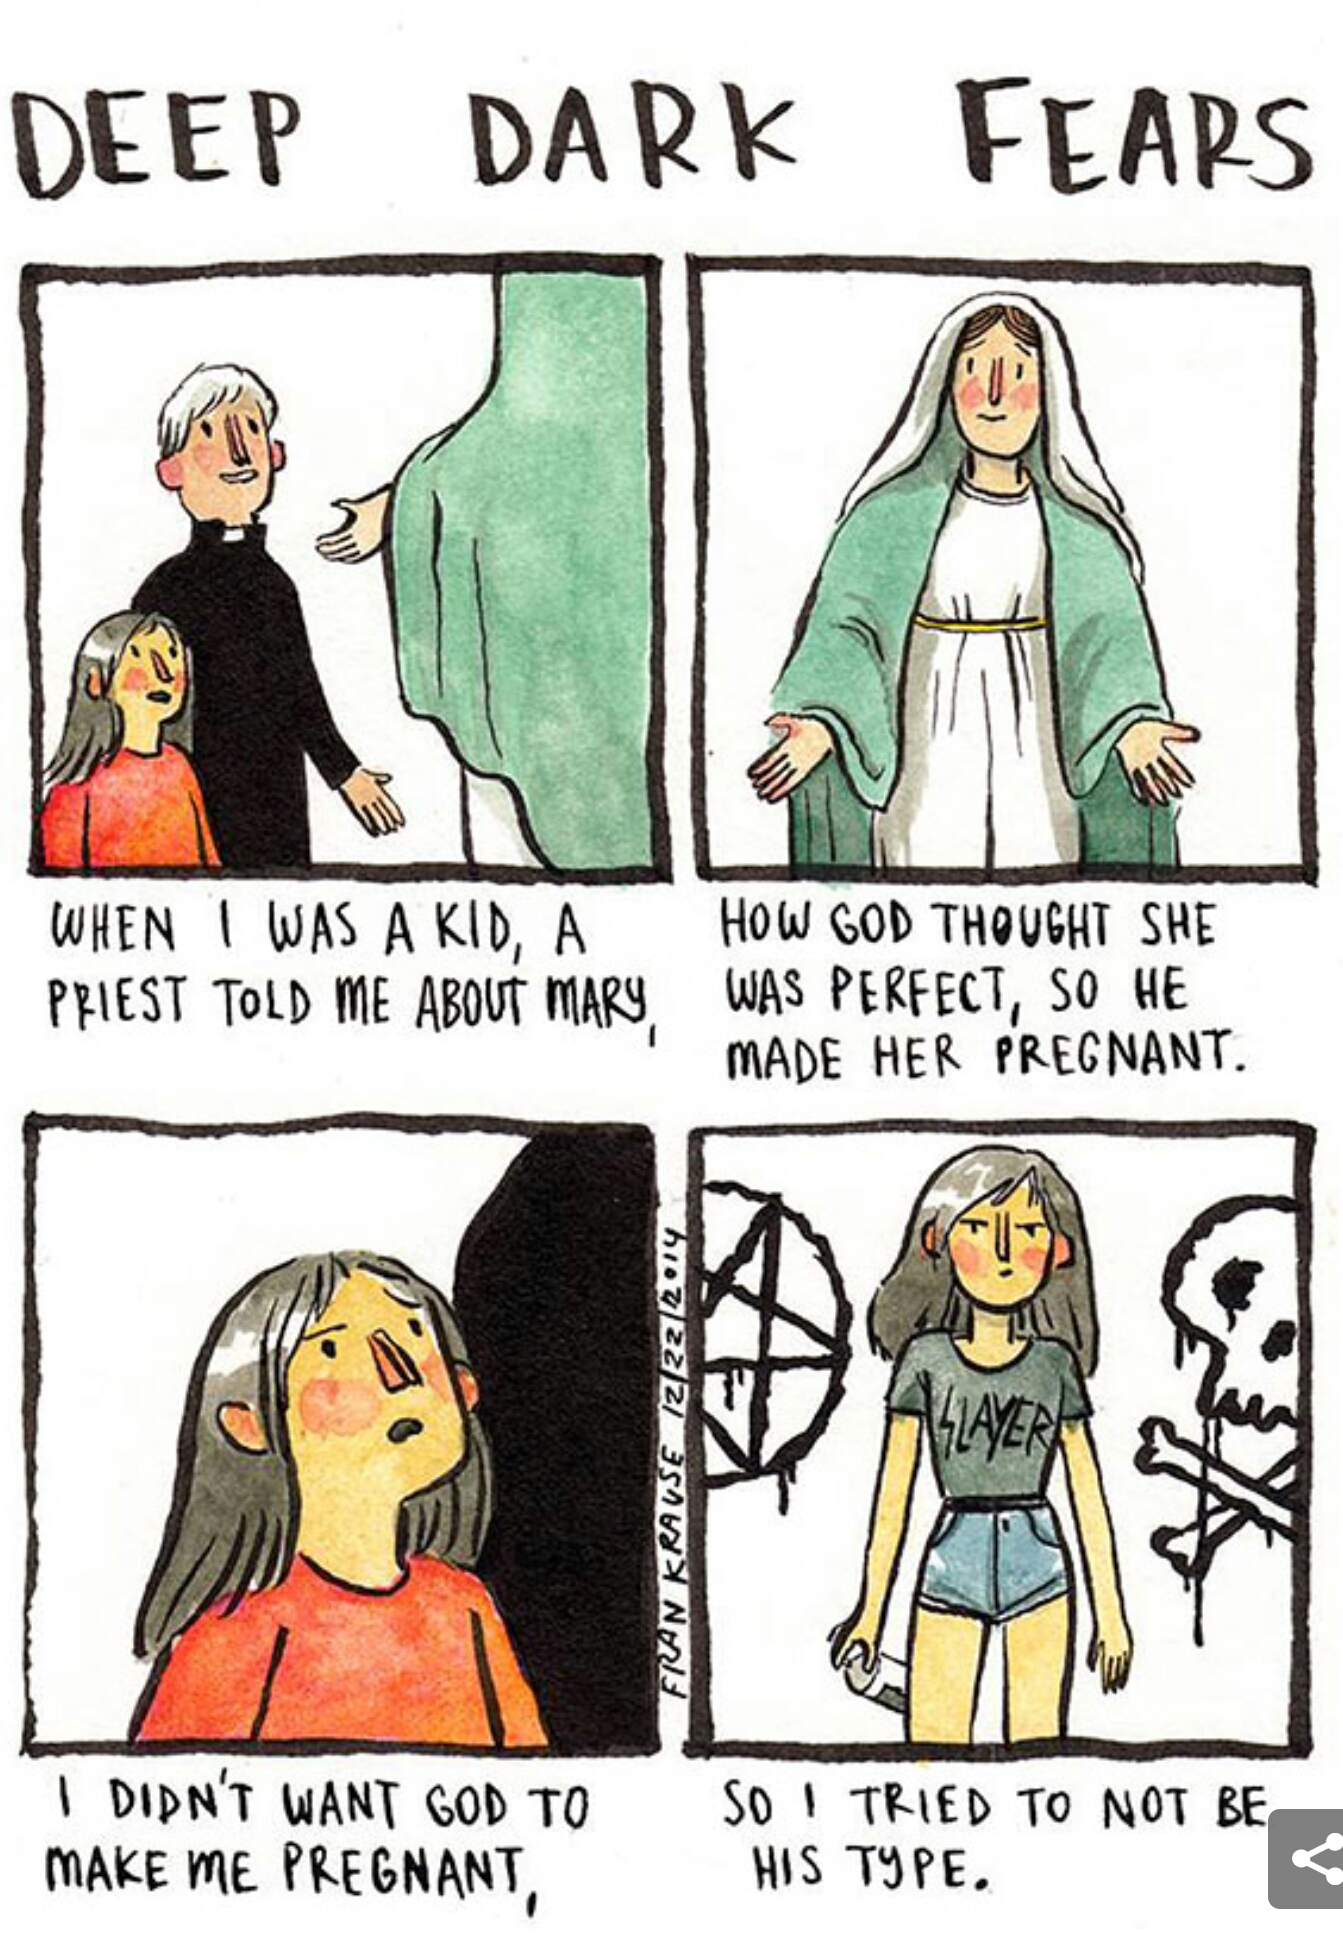 DEEP DARK FEARS
WHEN I WAS A KID, A
PRIEST TOLD ME ABOUT MARY,
HOW GOD THOUGHT SHE
WAS PERFECT, SO HE
MADE HER PREGNANT.
I DIDN'T WANT GOD TO
MAKE ME PREGNANT,
FRAN KRAUSE 12/22/2014
SLAYER
SO I TRIED TO NOT BE
HIS TYPE.